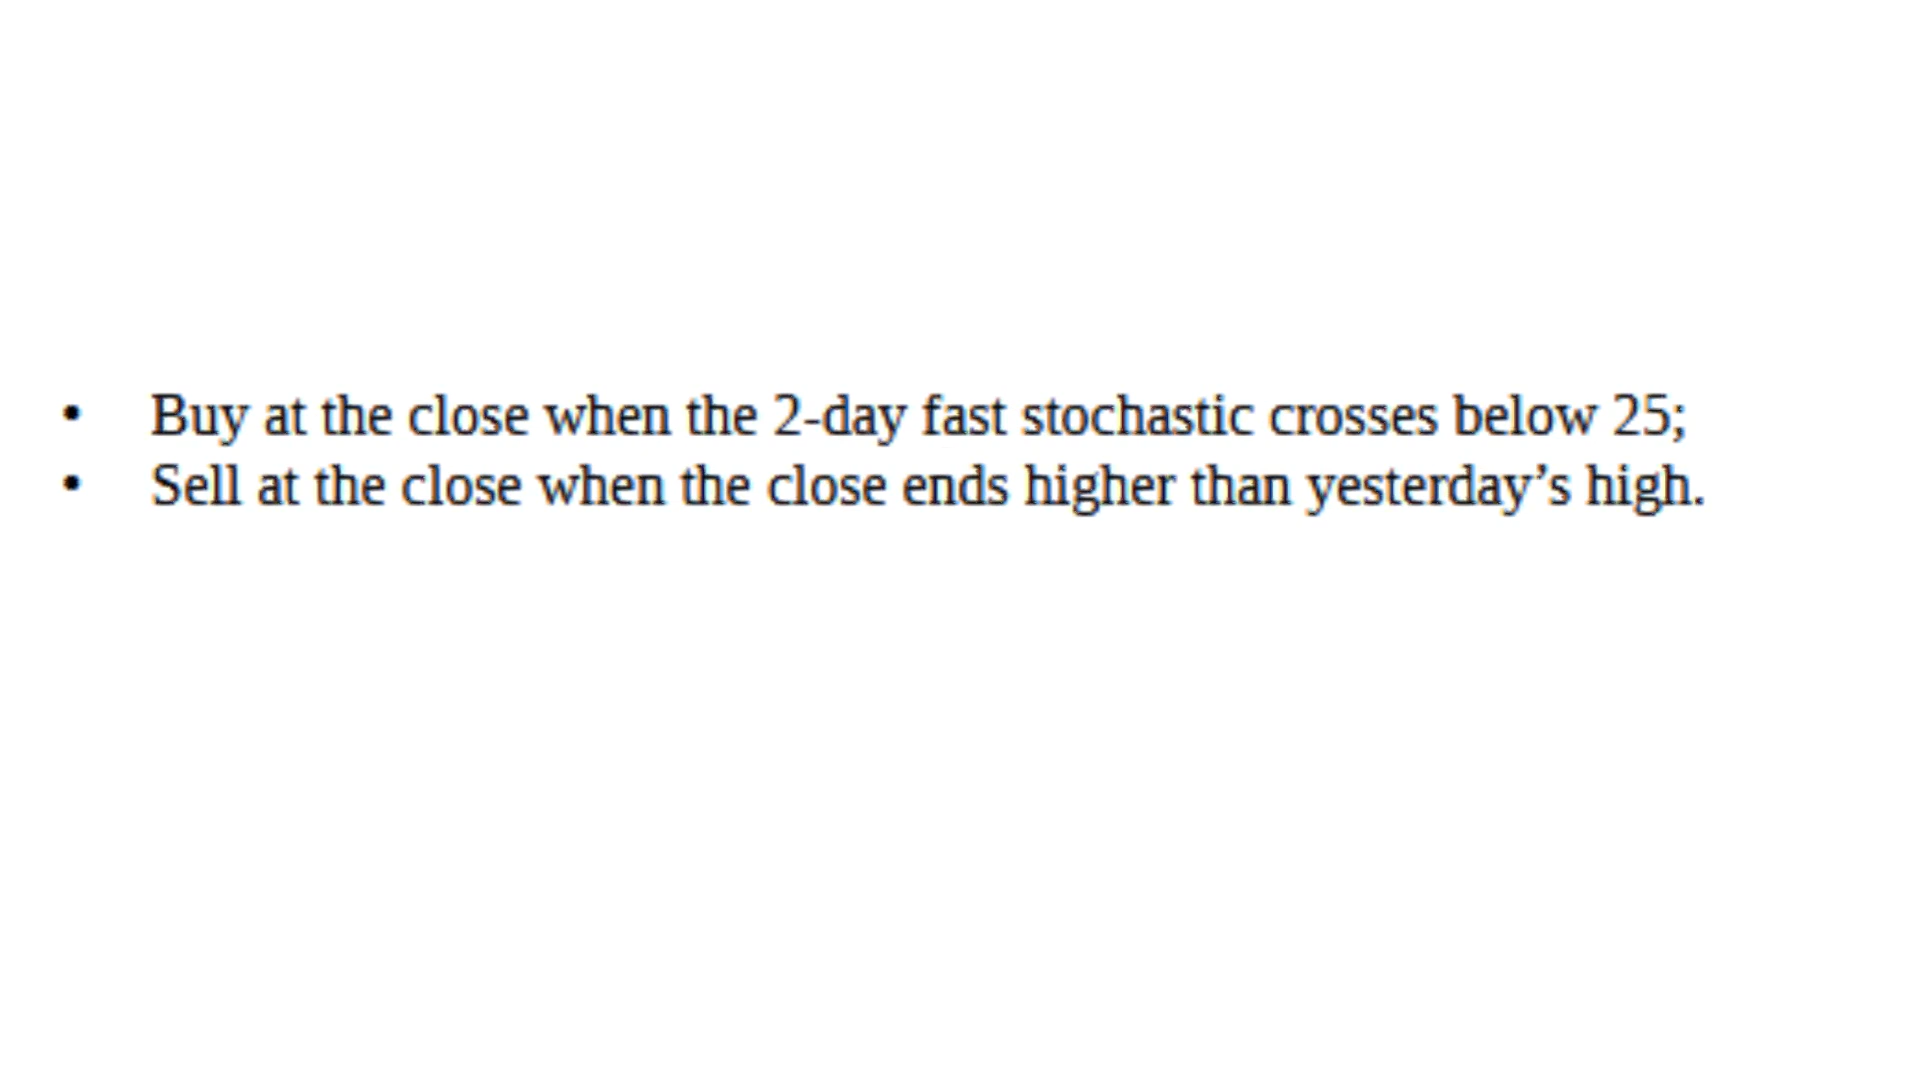 • Buy at the close when the 2-day fast stochastic crosses below 25;
• Sell at the close when the close ends higher than yesterday’s high.